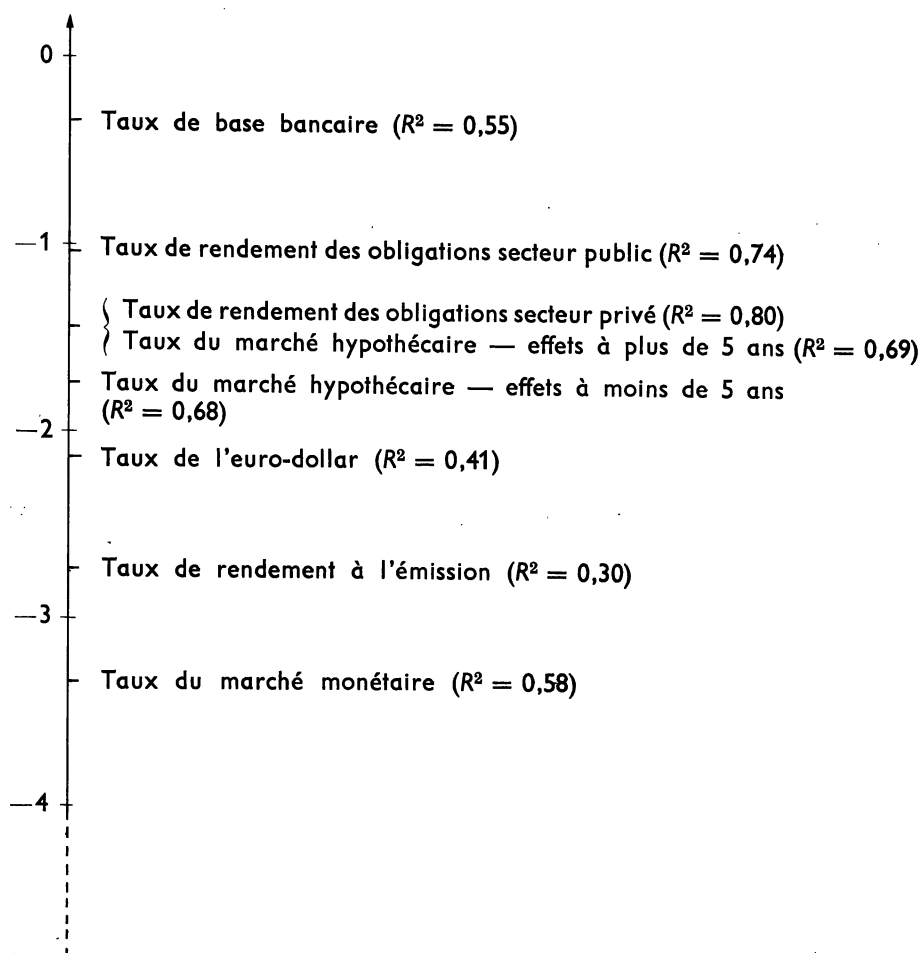 0
Taux de base bancaire (R² = 0,55)
—1
Taux de rendement des obligations secteur public (R² = 0,74)
Taux de rendement des obligations secteur privé (R² = 0,80)
Taux du marché hypothécaire — effets à plus de 5 ans (R² = 0,69)
Taux du marché hypothécaire — effets à moins de 5 ans
(R² = 0,68)
—2
Taux de l'euro-dollar (R² = 0,41)
Taux de rendement à l'émission (R² = 0,30)
—3
Taux du marché monétaire (R² = 0,58)
—4